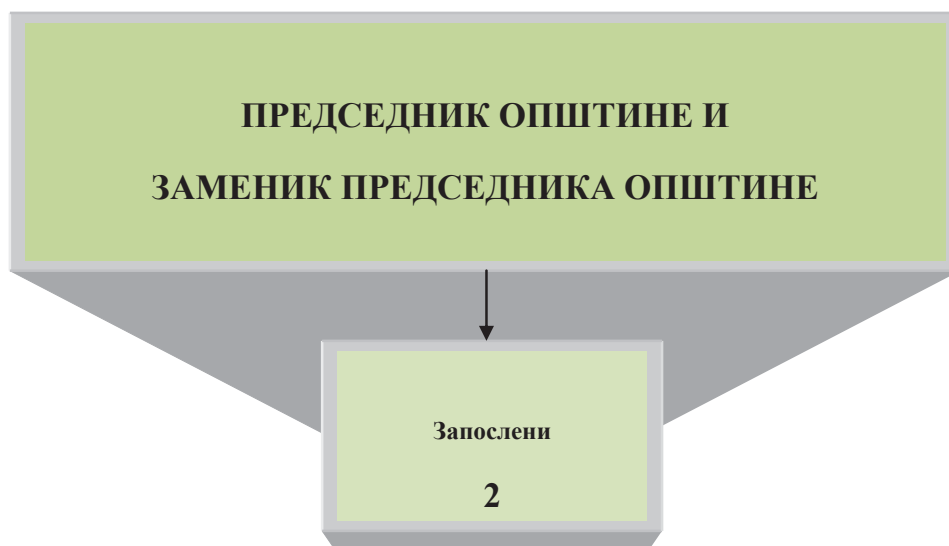 ПРЕДСЕДНИК ОПШТИНЕ И
ЗАМЕНИК ПРЕДСЕДНИКА ОПШТИНЕ
Запослени
2